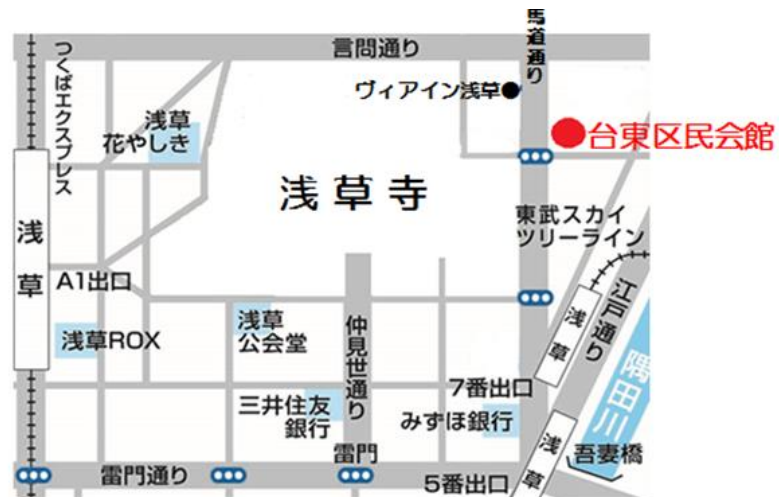 言問通り
馬道通り
つくばエクスプレス
ヴィアイン浅草
浅草
花やしき
台東区民会館
浅草寺
浅草
東武スカイ
ツリーライン
A1出口
江戸通り
浅草ROX
浅草
公会堂
仲見世通り
浅草
隅田川
7番出口
三井住友
銀行
みずほ銀行
雷門
浅草
吾妻橋
雷門通り
5番出口